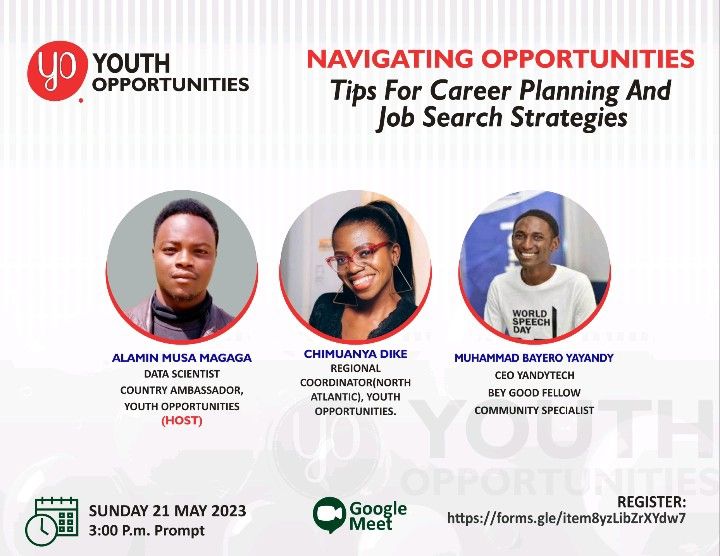 yo YOUTH
OPPORTUNITIES
NAVIGATING OPPORTUNITIES
Tips For Career Planning And
Job Search Strategies
WORLD
SPEECH
DAY
ALAMIN MUSA MAGAGA
DATA SCIENTIST
COUNTRY AMBASSADOR,
YOUTH OPPORTUNITIES
(HOST)
CHIMUANYA DIKE
REGIONAL
COORDINATOR(NORTH
ATLANTIC), YOUTH
OPPORTUNITIES.
MUHAMMAD BAYERO YAYANDY
CEO YANDYTECH
BEY GOOD FELLOW
COMMUNITY SPECIALIST
yo YOUTH
OPPORTUNITIES
SUNDAY 21 MAY 2023
3:00 P.m. Prompt
Google
Meet
REGISTER:
https://forms.gle/item8yzLibZrXYdw7